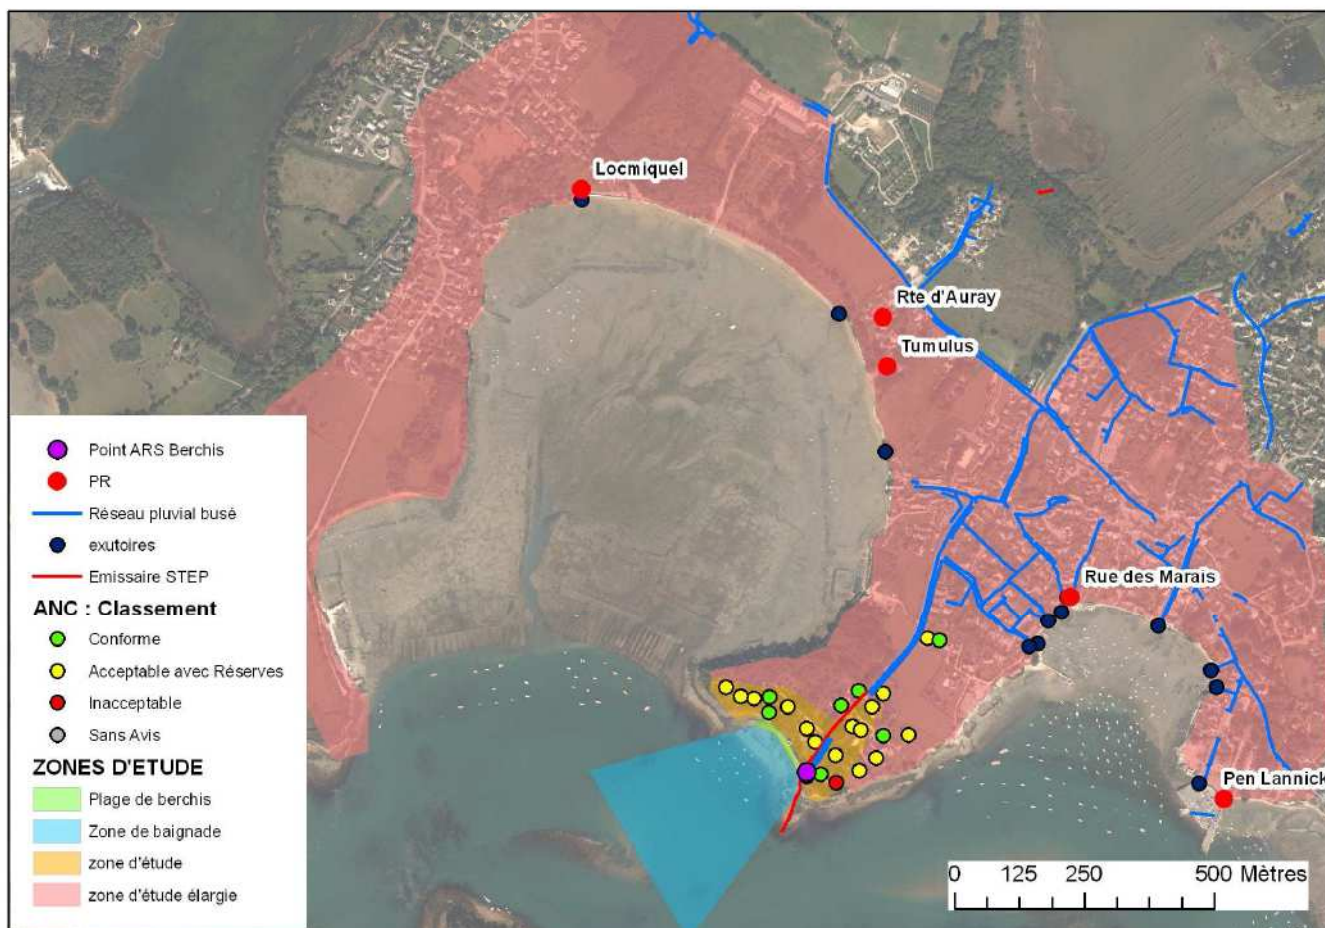 Locmiquel
Rte d'Auray
Tumulus
Rue des Marais
Pen Lannick
Point ARS Berchis
PR
Réseau pluvial busé
exutoires
Emissaire STEP
ANC : Classement
Conforme
Acceptable avec Réserves
Inacceptable
Sans Avis
ZONES D'ETUDE
Plage de berchis
Zone de baignade
zone d'étude
zone d'étude élargie
0 125 250 500 Mètres